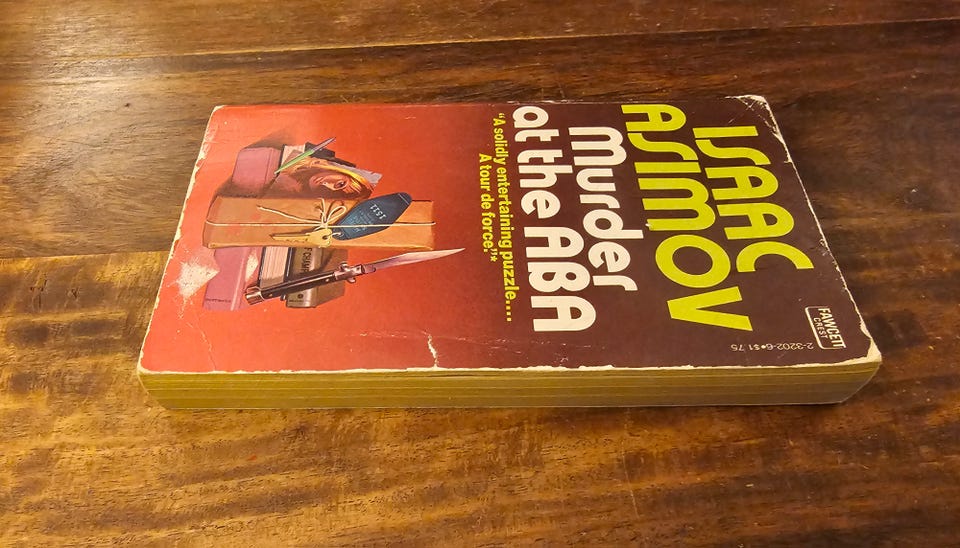 ISAAC
ASIMOV
Murder
at the ABA
"A solidly entertaining puzzle....
A tour de force."*
FAWCETT
CREST
2-3202-6•$1.75
1511